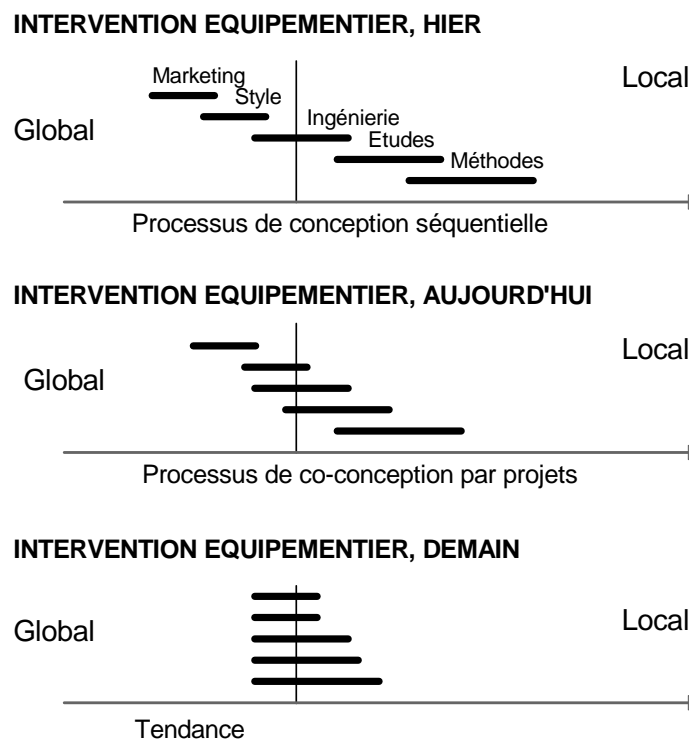 INTERVENTION EQUIPEMENTIER, HIER
Marketing
Local
Style
Global
Ingénierie
Etudes
Méthodes
Processus de conception séquentielle
INTERVENTION EQUIPEMENTIER, AUJOURD'HUI
Local
Global
Processus de co-conception par projets
INTERVENTION EQUIPEMENTIER, DEMAIN
Global
Local
Tendance